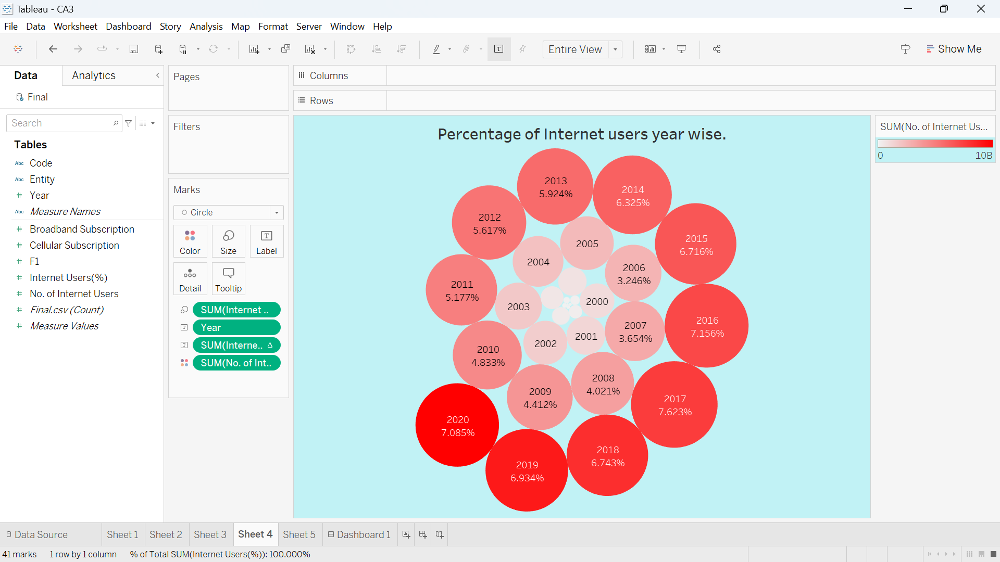 Tableau - CA3
File Data Worksheet Dashboard Story Analysis Map Format Server Window Help
Entire View
Show Me
Data
Analytics
Final
Search
Tables
Abc Code
Abc Entity
# Year
Abc Measure Names
# Broadband Subscription
# Cellular Subscription
# F1
# Internet Users(%)
# No. of Internet Users
# Final.csv (Count)
# Measure Values
Pages
Filters
Marks
Circle
Color
Size
Label
Detail
Tooltip
SUM(Internet ..
Year
SUM(Interne.. Δ
SUM(No. of Int..
Columns
Rows
Percentage of Internet users year wise.
2013
5.924%
2014
6.325%
2012
5.617%
2015
6.716%
2005
2004
2006
3.246%
2011
5.177%
2003
2000
2016
7.156%
2007
3.654%
2001
2002
2010
4.833%
2008
4.021%
2009
4.412%
2017
7.623%
2020
7.085%
2018
6.743%
2019
6.934%
SUM(No. of Internet Us...
0
10B
Data Source
Sheet 1
Sheet 2
Sheet 3
Sheet 4
Sheet 5
Dashboard 1
41 marks
1 row by 1 column
% of Total SUM(Internet Users(%)): 100.000%